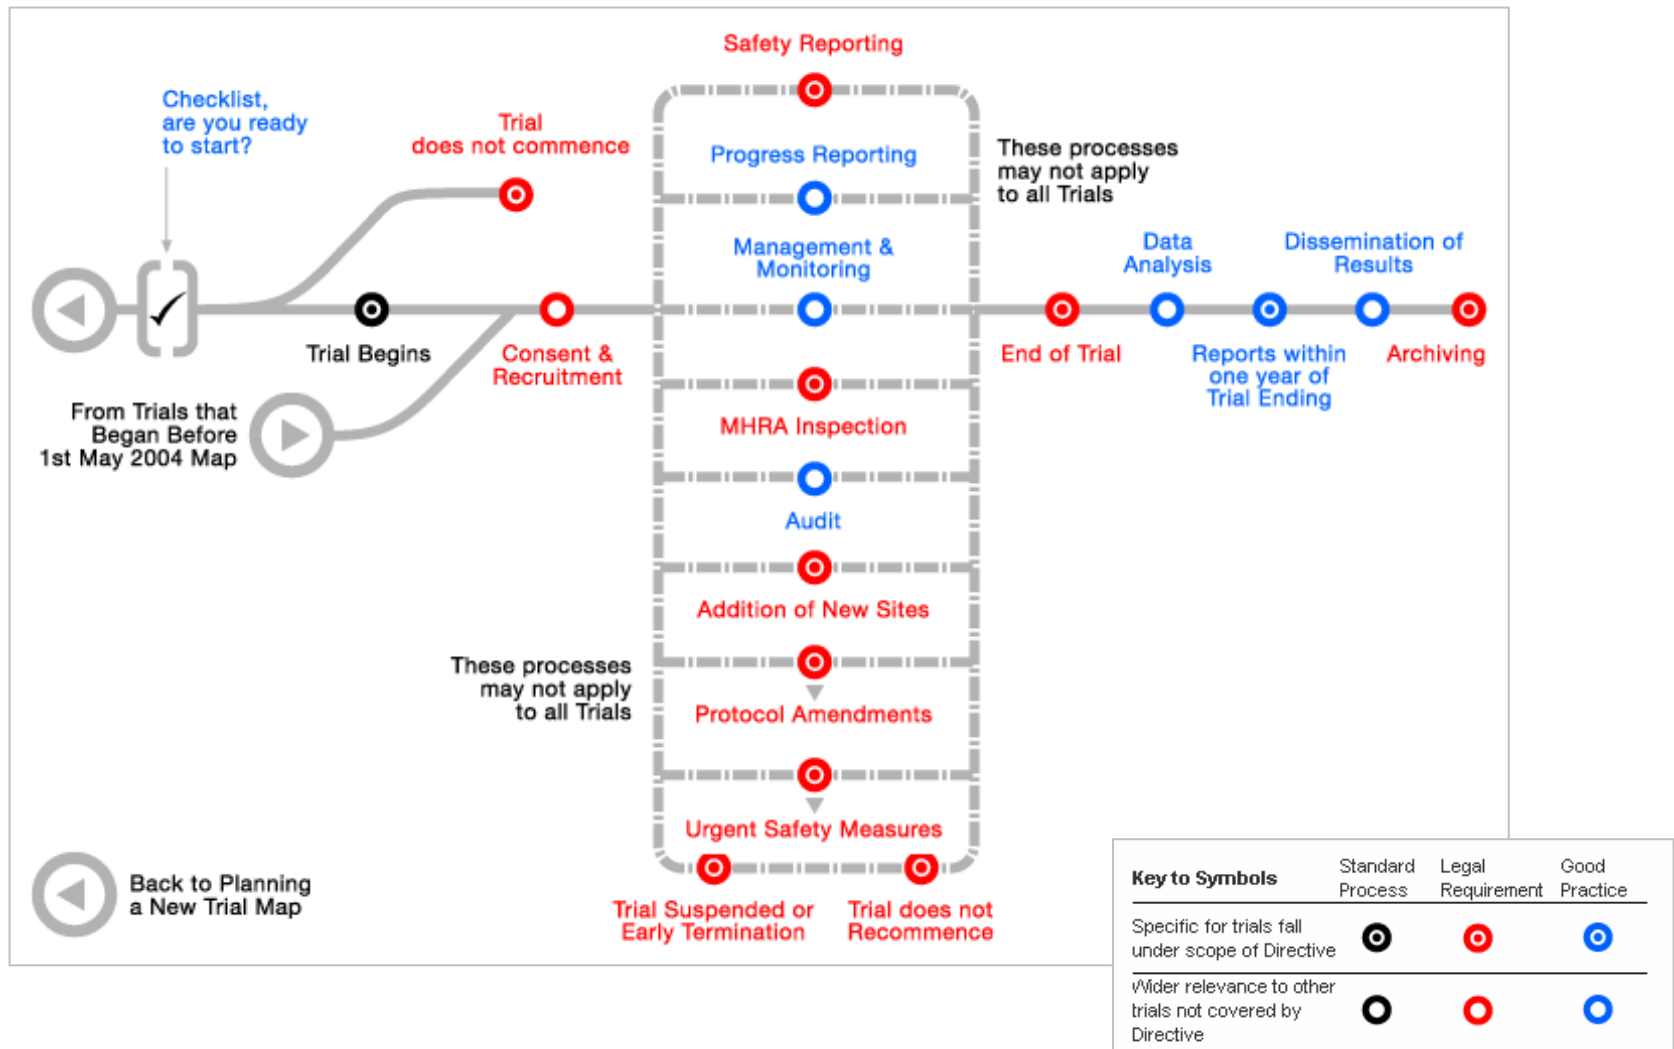 Safety Reporting
Checklist,
are you ready
to start?
Trial
does not commence
Progress Reporting
These processes
may not apply
to all Trials
Management &
Monitoring
Data
Analysis
Dissemination of
Results
Trial Begins
Consent &
Recruitment
End of Trial
Reports within
one year of
Trial Ending
Archiving
From Trials that
Began Before
1st May 2004 Map
MHRA Inspection
Audit
Addition of New Sites
These processes
may not apply
to all Trials
Protocol Amendments
Urgent Safety Measures
Back to Planning
a New Trial Map
Trial Suspended or
Early Termination
Trial does not
Recommence
Key to Symbols
Standard
Process
Legal
Requirement
Good
Practice
Specific for trials fall
under scope of Directive
Wider relevance to other
trials not covered by
Directive